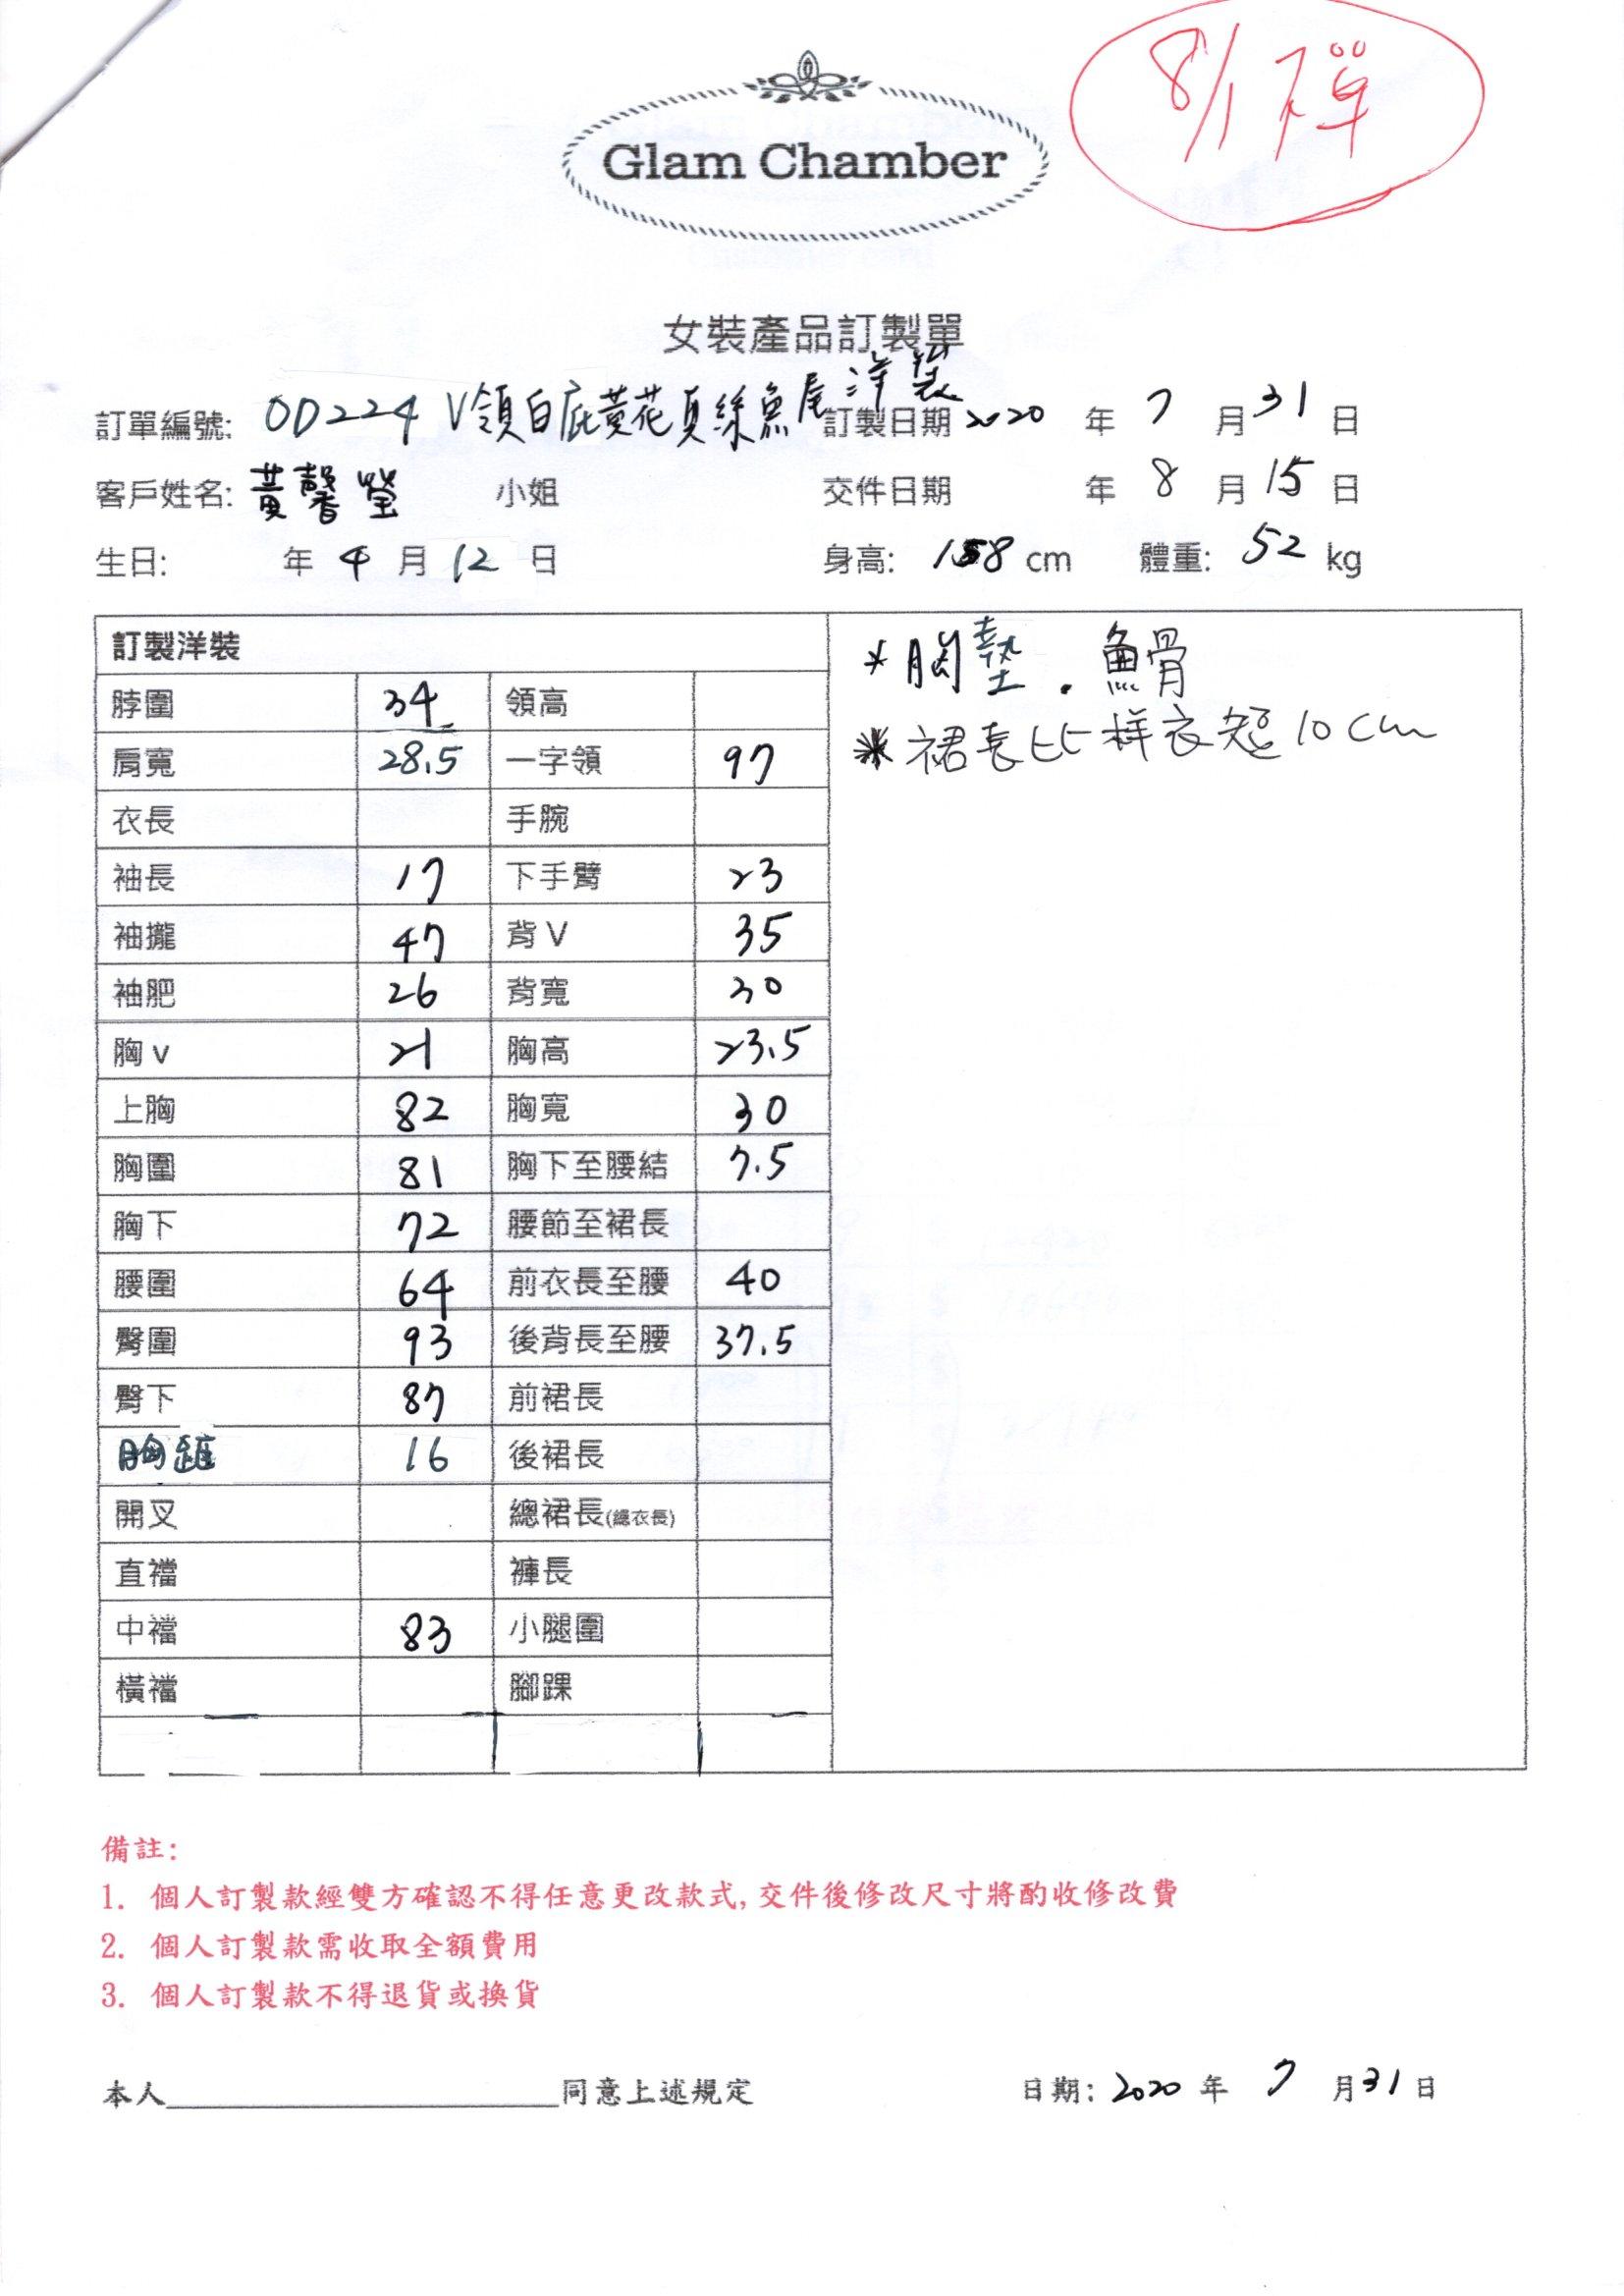 Glam Chamber
8/1 下單
女裝產品訂製單
訂單編號: OD224 V領白底黃花真絲魚尾洋裝 訂製日期 2020 年 7 月 31 日
客戶姓名: 黃馨瑩 小姐 交件日期 年 8 月 15 日
生日: 年 4 月 12 日 身高: 158 cm 體重: 52 kg
訂製洋裝
*胸墊.魚骨
*裙長比样衣短10cm
脖圍 34 領高
肩寬 28.5 一字領 97
衣長 手腕
袖長 17 下手臂 23
袖攏 47 背V 35
袖肥 26 背寬 30
胸v 21 胸高 23.5
上胸 82 胸寬 30
胸圍 81 胸下至腰結 7.5
胸下 72 腰節至裙長
腰圍 64 前衣長至腰 40
臀圍 93 後背長至腰 37.5
臀下 87 前裙長
胸距 16 後裙長
開叉 總裙長(總衣長)
直襠 褲長
中襠 83 小腿圍
橫襠 腳踝
備註:
1. 個人訂製款經雙方確認不得任意更改款式, 交件後修改尺寸將酌收修改費
2. 個人訂製款需收取全額費用
3. 個人訂製款不得退貨或換貨
本人 同意上述規定 日期: 2020 年 7 月 31 日